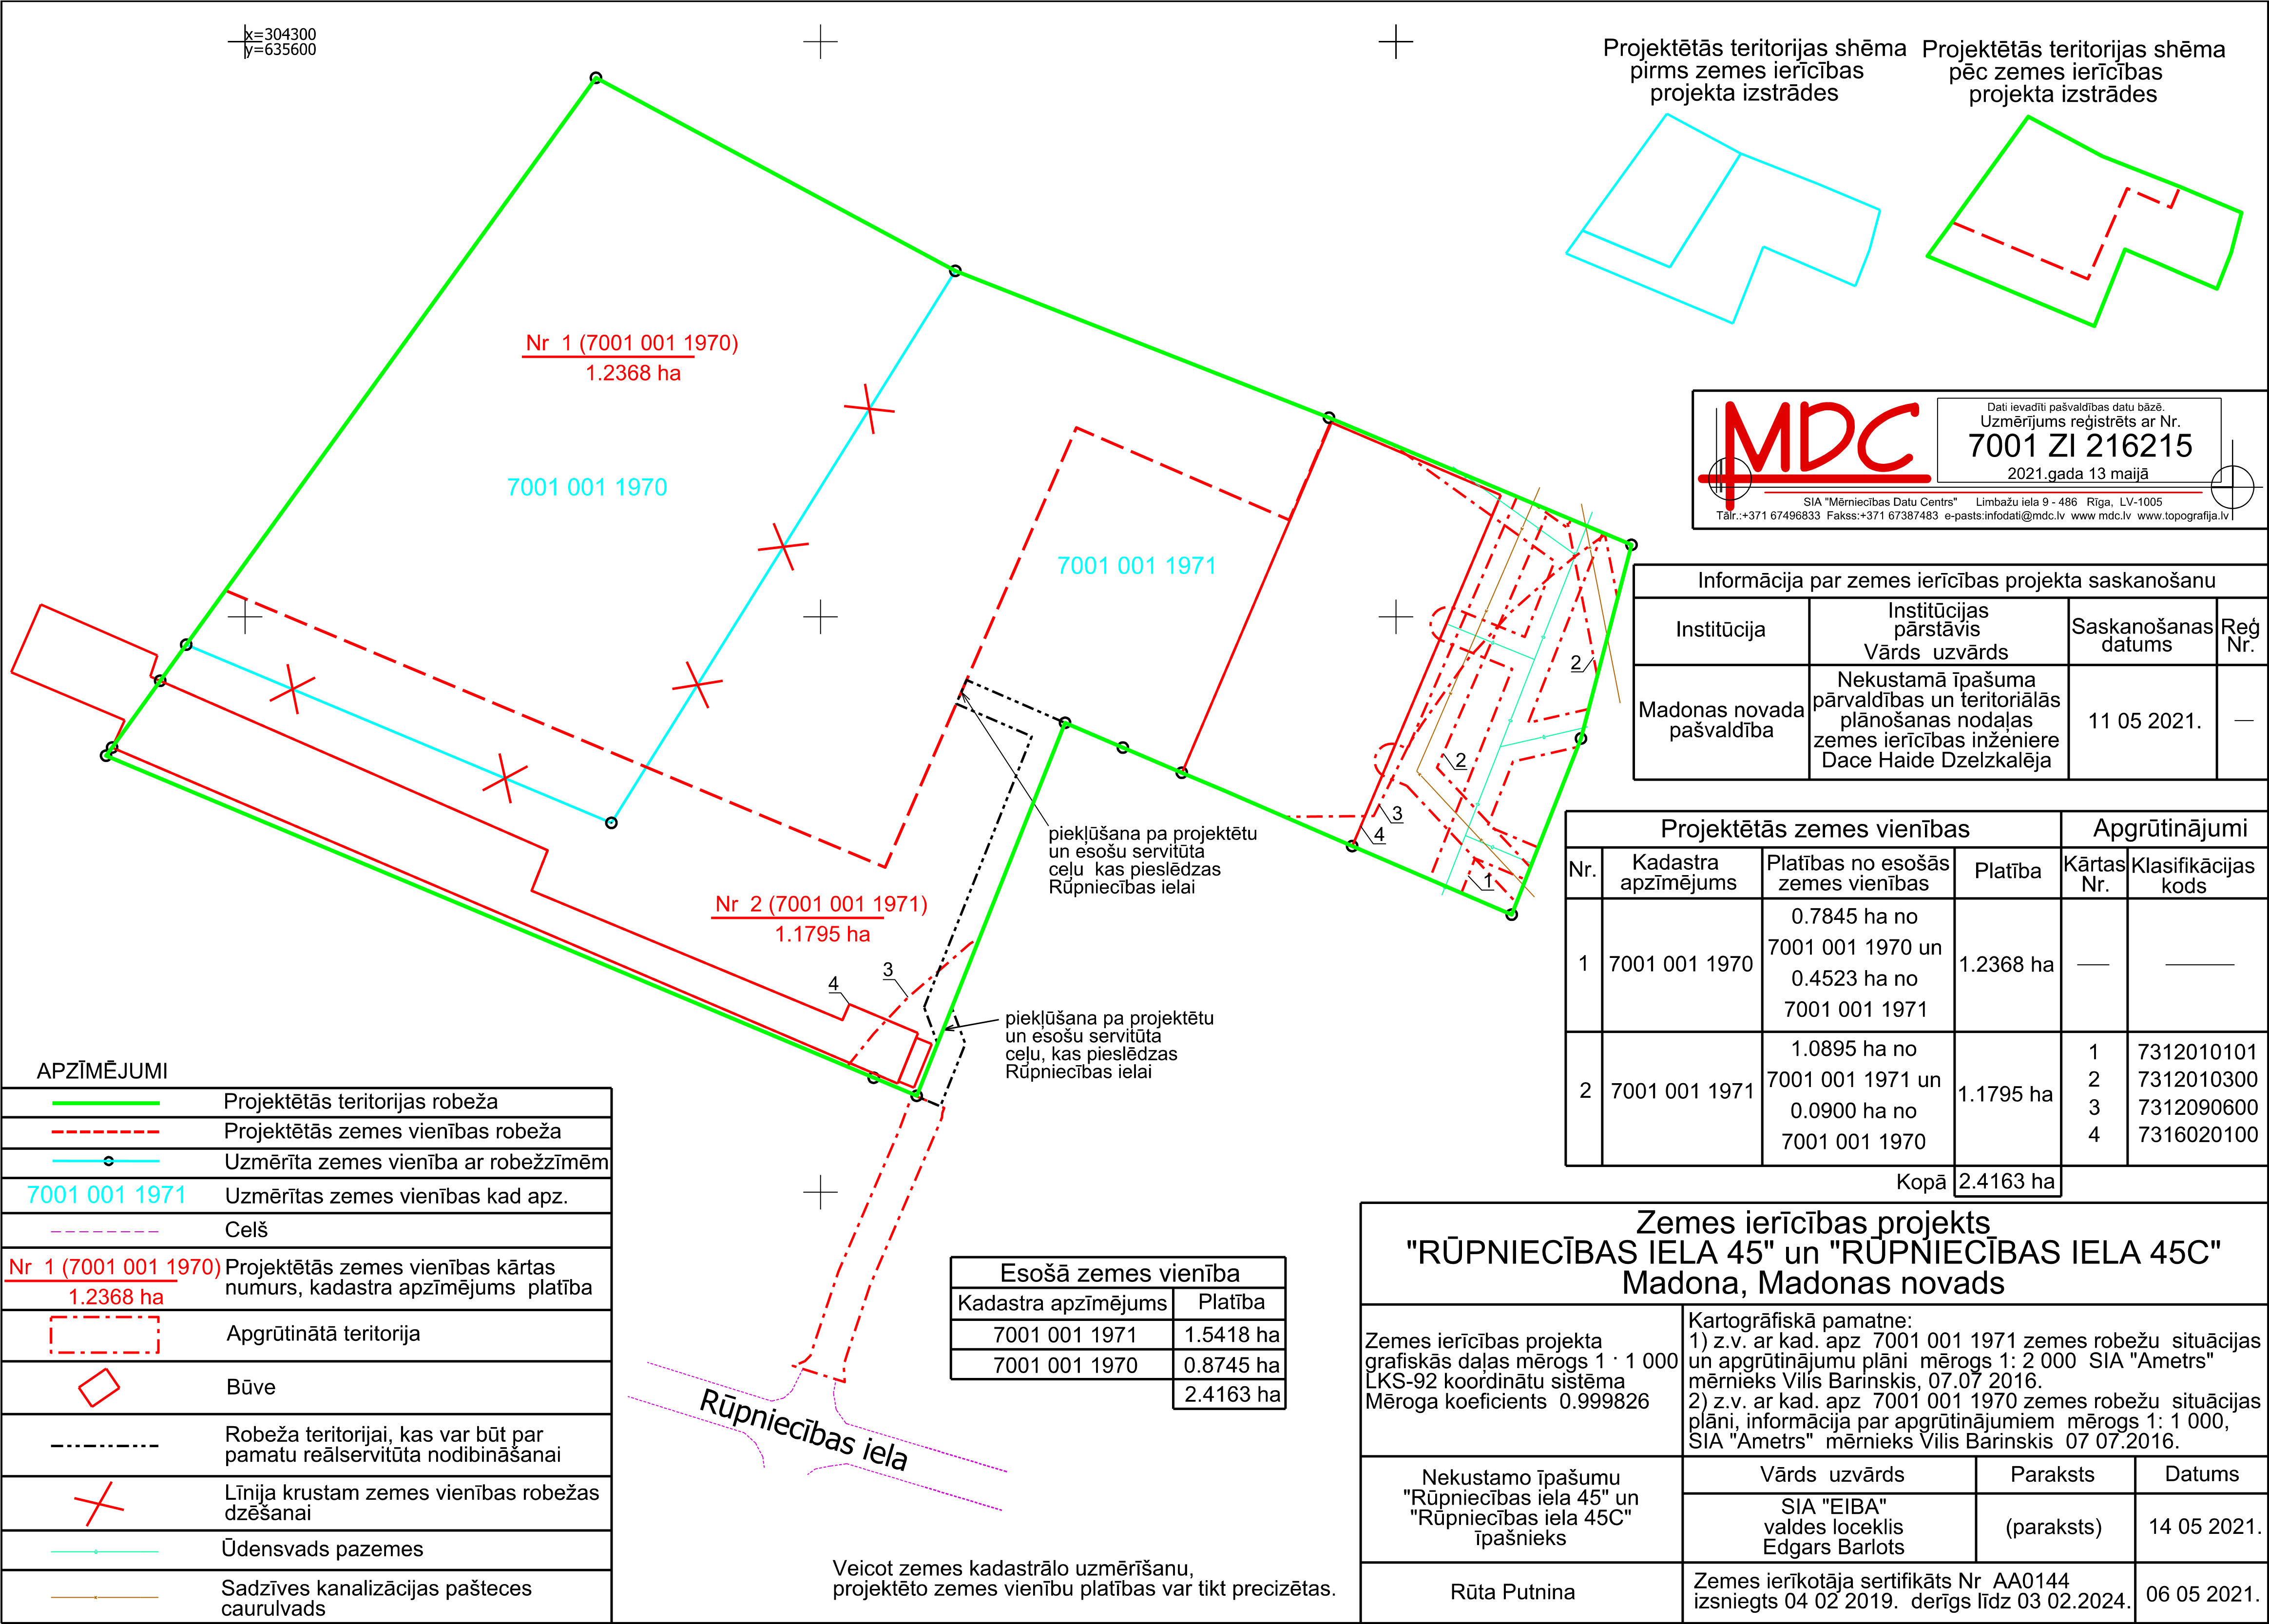 x=304300
y=635600
Projektētās teritorijas shēma
pirms zemes ierīcības
projekta izstrādes
Projektētās teritorijas shēma
pēc zemes ierīcības
projekta izstrādes
Nr 1 (7001 001 1970)
1.2368 ha
7001 001 1970
7001 001 1971
MDC
Dati ievadīti pašvaldības datu bāzē.
Uzmērījums reģistrēts ar Nr.
7001 ZI 216215
2021.gada 13 maijā
SIA "Mērniecības Datu Centrs" Limbažu iela 9 - 486 Rīga, LV-1005
Tālr.:+371 67496833 Fakss:+371 67387483 e-pasts:infodati@mdc.lv www mdc.lv www.topografija.lv
Informācija par zemes ierīcības projekta saskanošanu
Institūcija
Institūcijas
pārstāvis
Vārds uzvārds
Saskanošanas
datums
Reģ
Nr.
Madonas novada
pašvaldība
Nekustamā īpašuma
pārvaldības un teritoriālās
plānošanas nodaļas
zemes ierīcības inženiere
Dace Haide Dzelzkalēja
11 05 2021.
—
2
2
3
4
1
piekļūšana pa projektētu
un esošu servitūta
ceļu kas pieslēdzas
Rūpniecības ielai
Nr 2 (7001 001 1971)
1.1795 ha
3
4
piekļūšana pa projektētu
un esošu servitūta
ceļu, kas pieslēdzas
Rūpniecības ielai
Projektētās zemes vienības
Apgrūtinājumi
Nr.
Kadastra
apzīmējums
Platības no esošās
zemes vienības
Platība
Kārtas
Nr.
Klasifikācijas
kods
1
7001 001 1970
0.7845 ha no
7001 001 1970 un
0.4523 ha no
7001 001 1971
1.2368 ha
—
—
2
7001 001 1971
1.0895 ha no
7001 001 1971 un
0.0900 ha no
7001 001 1970
1.1795 ha
1 7312010101
2 7312010300
3 7312090600
4 7316020100
Kopā 2.4163 ha
APZĪMĒJUMI
Projektētās teritorijas robeža
Projektētās zemes vienības robeža
Uzmērīta zemes vienība ar robežzīmēm
7001 001 1971 Uzmērītas zemes vienības kad apz.
Celš
Nr 1 (7001 001 1970)
1.2368 ha
Projektētās zemes vienības kārtas
numurs, kadastra apzīmējums platība
Apgrūtinātā teritorija
Būve
Robeža teritorijai, kas var būt par
pamatu reālservitūta nodibināšanai
Līnija krustam zemes vienības robežas
dzēšanai
Ūdensvads pazemes
Sadzīves kanalizācijas pašteces
caurulvads
Rūpniecības iela
Esošā zemes vienība
Kadastra apzīmējums Platība
7001 001 1971 1.5418 ha
7001 001 1970 0.8745 ha
2.4163 ha
Veicot zemes kadastrālo uzmērīšanu,
projektēto zemes vienību platības var tikt precizētas.
Zemes ierīcības projekts
"RŪPNIECĪBAS IELA 45" un "RŪPNIECĪBAS IELA 45C"
Madona, Madonas novads
Zemes ierīcības projekta
grafiskās daļas mērogs 1 · 1 000
LKS-92 koordinātu sistēma
Mēroga koeficients 0.999826
Kartogrāfiskā pamatne:
1) z.v. ar kad. apz 7001 001 1971 zemes robežu situācijas
un apgrūtinājumu plāni mērogs 1: 2 000 SIA "Ametrs"
mērnieks Vilis Barinskis, 07.07 2016.
2) z.v. ar kad. apz 7001 001 1970 zemes robežu situācijas
plāni, informācija par apgrūtinājumiem mērogs 1: 1 000,
SIA "Ametrs" mērnieks Vilis Barinskis 07 07.2016.
Nekustamo īpašumu
"Rūpniecības iela 45" un
"Rūpniecības iela 45C"
īpašnieks
Vārds uzvārds
Paraksts
Datums
SIA "EIBA"
valdes loceklis
Edgars Barlots
(paraksts)
14 05 2021.
Rūta Putnina
Zemes ierīkotāja sertifikāts Nr AA0144
izsniegts 04 02 2019. derīgs līdz 03 02.2024.
06 05 2021.